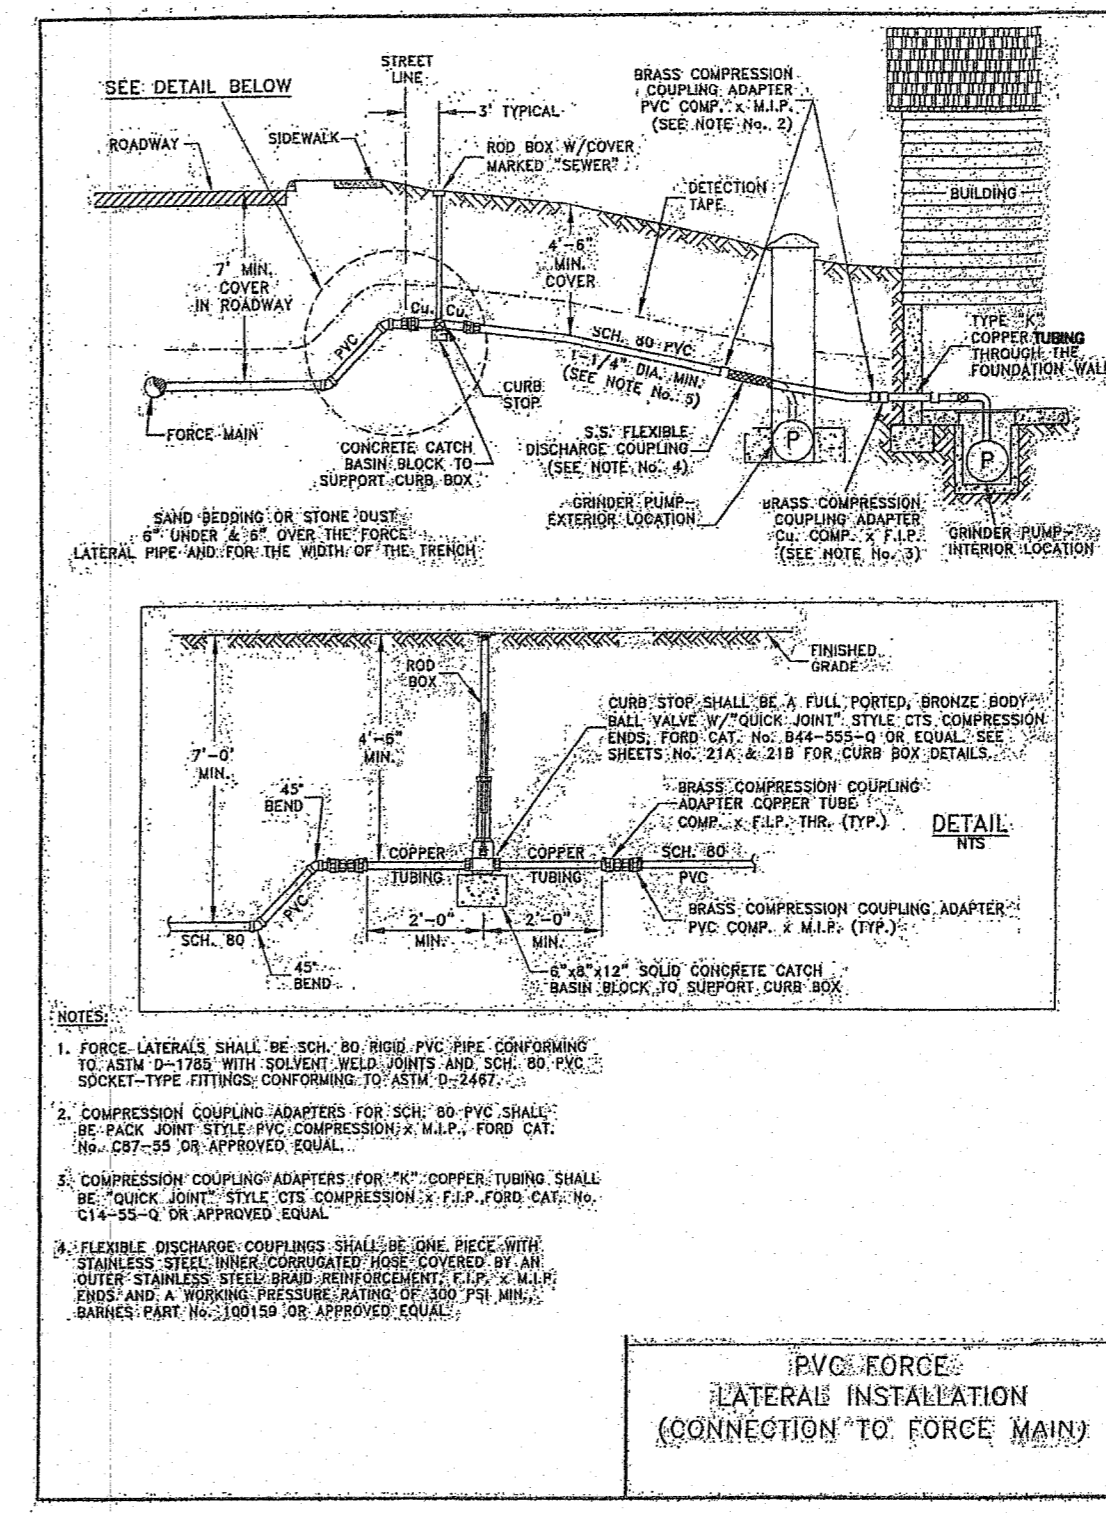 SEE DETAIL BELOW
STREET
LINE
3' TYPICAL
BRASS COMPRESSION
COUPLING ADAPTER
PVC COMP. x M.I.P.
(SEE NOTE No. 2)
ROADWAY
SIDEWALK
ROD BOX W/COVER
MARKED "SEWER"
DETECTION
TAPE
BUILDING
7' MIN.
COVER
IN ROADWAY
4'-6"
MIN.
COVER
Cu.
Cu.
PVC
SCH. 80 PVC
1-1/4" DIA. MIN.
(SEE NOTE No. 5)
TYPE "K"
COPPER TUBING
THROUGH THE
FOUNDATION WALL
CURB
STOP
FORCE MAIN
CONCRETE CATCH
BASIN BLOCK TO
SUPPORT CURB BOX
S.S. FLEXIBLE
DISCHARGE COUPLING
(SEE NOTE No. 4)
P
P
GRINDER PUMP-
EXTERIOR LOCATION
BRASS COMPRESSION
COUPLING ADAPTER
Cu. COMP. x F.I.P.
(SEE NOTE No. 3)
GRINDER PUMP-
INTERIOR LOCATION
SAND BEDDING OR STONE DUST
6" UNDER & 6" OVER THE FORCE
LATERAL PIPE AND FOR THE WIDTH OF THE TRENCH
FINISHED
GRADE
ROD
BOX
CURB STOP SHALL BE A FULL PORTED, BRONZE BODY
BALL VALVE W/"QUICK JOINT" STYLE CTS COMPRESSION
ENDS, FORD CAT. No. B44-555-Q OR EQUAL. SEE
SHEETS No. 21A & 21B FOR CURB BOX DETAILS.
7'-0"
MIN.
4'-6"
MIN.
45°
BEND
BRASS COMPRESSION COUPLING
ADAPTER COPPER TUBE
COMP. x F.I.P. THR. (TYP.)
DETAIL
NTS
COPPER
TUBING
COPPER
TUBING
SCH. 80
PVC
PVC
SCH. 80
2'-0"
MIN.
2'-0"
MIN.
BRASS COMPRESSION COUPLING ADAPTER
PVC COMP. x M.I.P. (TYP.)
45°
BEND
6"x8"x12" SOLID CONCRETE CATCH
BASIN BLOCK TO SUPPORT CURB BOX
NOTES:
1. FORCE LATERALS SHALL BE SCH. 80 RIGID PVC PIPE CONFORMING
TO ASTM D-1785 WITH SOLVENT WELD JOINTS AND SCH. 80 PVC
SOCKET-TYPE FITTINGS CONFORMING TO ASTM D-2467.
2. COMPRESSION COUPLING ADAPTERS FOR SCH. 80 PVC SHALL
BE PACK JOINT STYLE PVC COMPRESSION x M.I.P., FORD CAT.
No. C87-55 OR APPROVED EQUAL.
3. COMPRESSION COUPLING ADAPTERS FOR "K" COPPER TUBING SHALL
BE "QUICK JOINT" STYLE CTS COMPRESSION x F.I.P. FORD CAT. No.
C14-55-Q OR APPROVED EQUAL
4. FLEXIBLE DISCHARGE COUPLINGS SHALL BE ONE PIECE WITH
STAINLESS STEEL INNER CORRUGATED HOSE COVERED BY AN
OUTER STAINLESS STEEL BRAID REINFORCEMENT, F.I.P. x M.I.P.
ENDS AND A WORKING PRESSURE RATING OF 300 PSI MIN.,
BARNES PART No. 100159 OR APPROVED EQUAL.
PVC FORCE
LATERAL INSTALLATION
(CONNECTION TO FORCE MAIN)